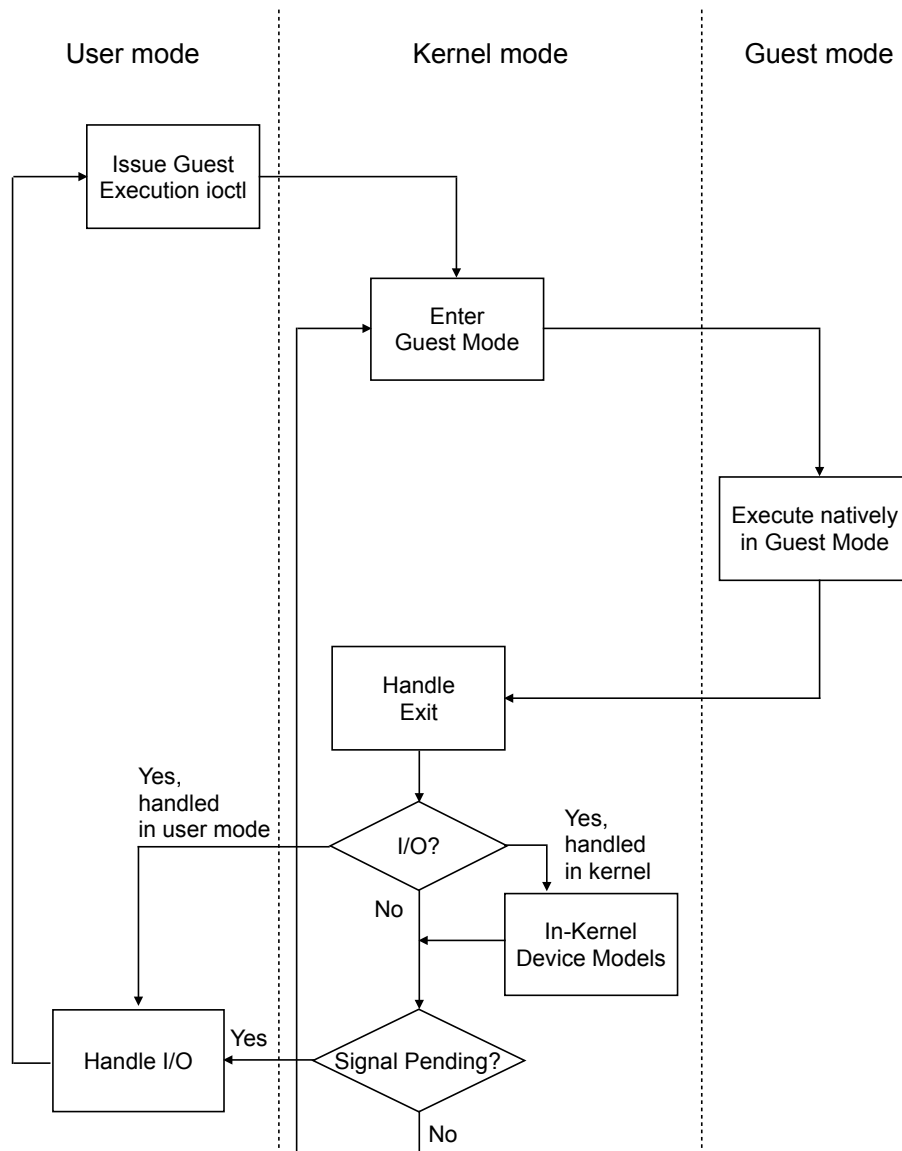 User mode
Kernel mode
Guest mode
Issue Guest
Execution ioctl
Enter
Guest Mode
Execute natively
in Guest Mode
Handle
Exit
Yes,
handled
in user mode
I/O?
Yes,
handled
in kernel
No
In-Kernel
Device Models
Handle I/O
Yes
Signal Pending?
No